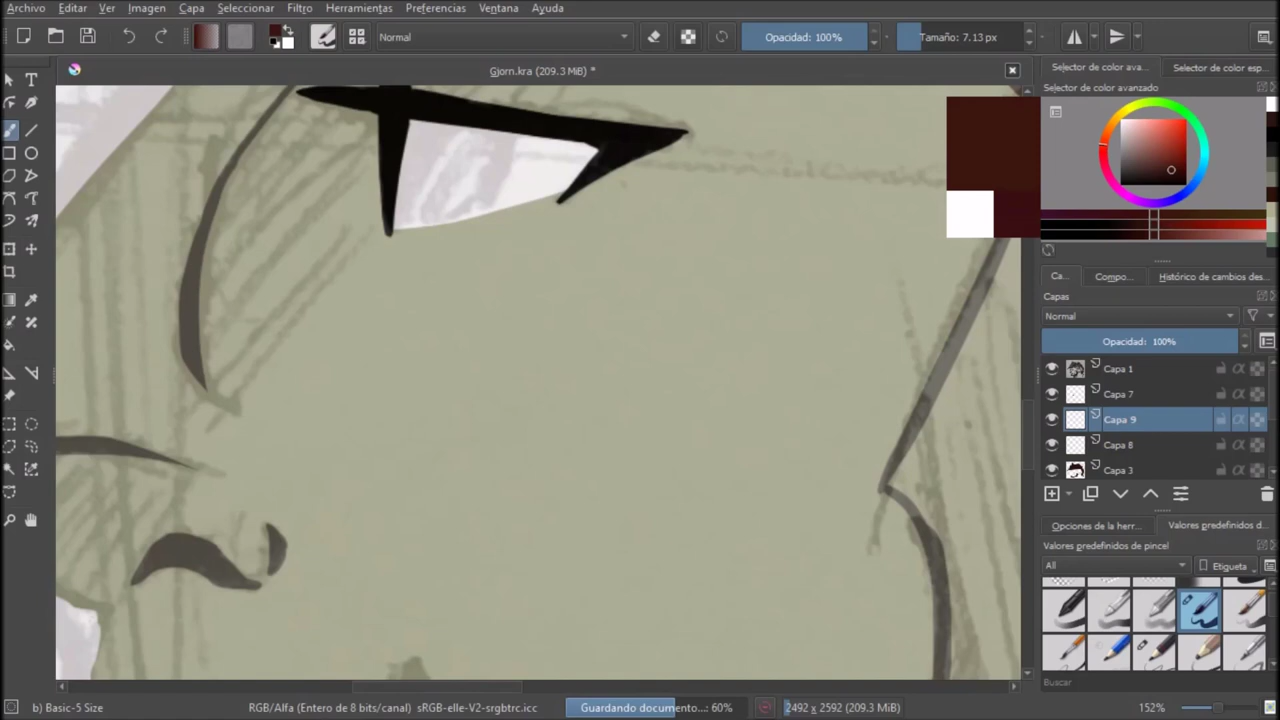 Archivo Editar Ver Imagen Capa Seleccionar Filtro Herramientas Preferencias Ventana Ayuda
Normal
Opacidad: 100%
Tamaño: 7.13 px
Gjorn.kra (209.3 MiB) *
Selector de color ava...
Selector de color esp...
Selector de color avanzado
Ca...
Compo...
Histórico de cambios des...
Capas
Normal
Opacidad: 100%
Capa 1
Capa 7
Capa 9
Capa 8
Capa 3
Opciones de la herr...
Valores predefinidos d...
Valores predefinidos de pincel
All
Etiqueta
Buscar
b) Basic-5 Size
RGB/Alfa (Entero de 8 bits/canal) sRGB-elle-V2-srgbtrc.icc
Guardando documento...: 60%
2492 x 2592 (209.3 MiB)
152%